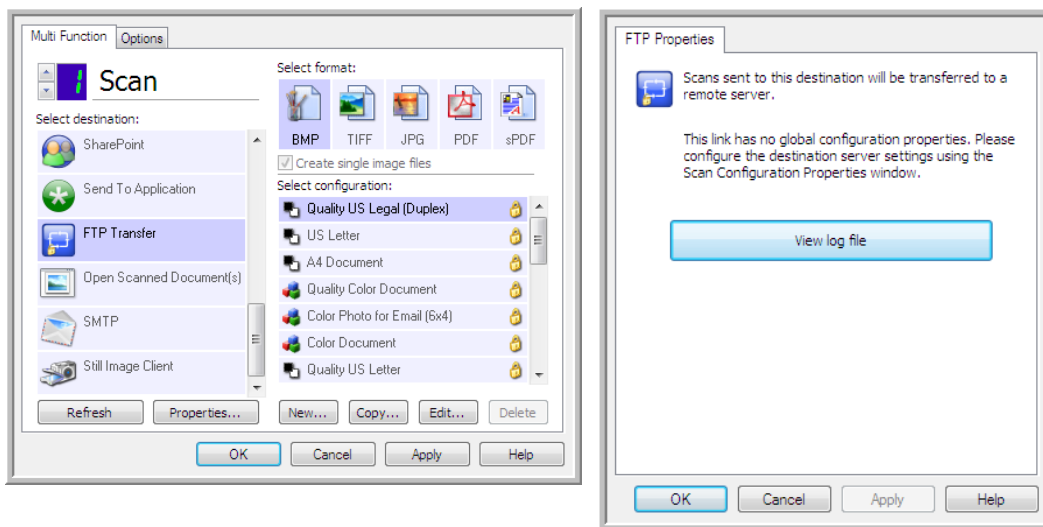 Multi Function
Options
1
Scan
Select destination:
SharePoint
Send To Application
FTP Transfer
Open Scanned Document(s)
SMTP
Still Image Client
Refresh
Properties...
Select format:
BMP
TIFF
JPG
PDF
sPDF
Create single image files
Select configuration:
Quality US Legal (Duplex)
US Letter
A4 Document
Quality Color Document
Color Photo for Email (6x4)
Color Document
Quality US Letter
New...
Copy...
Edit...
Delete
OK
Cancel
Apply
Help
FTP Properties
Scans sent to this destination will be transferred to a
remote server.
This link has no global configuration properties. Please
configure the destination server settings using the
Scan Configuration Properties window.
View log file
OK
Cancel
Apply
Help